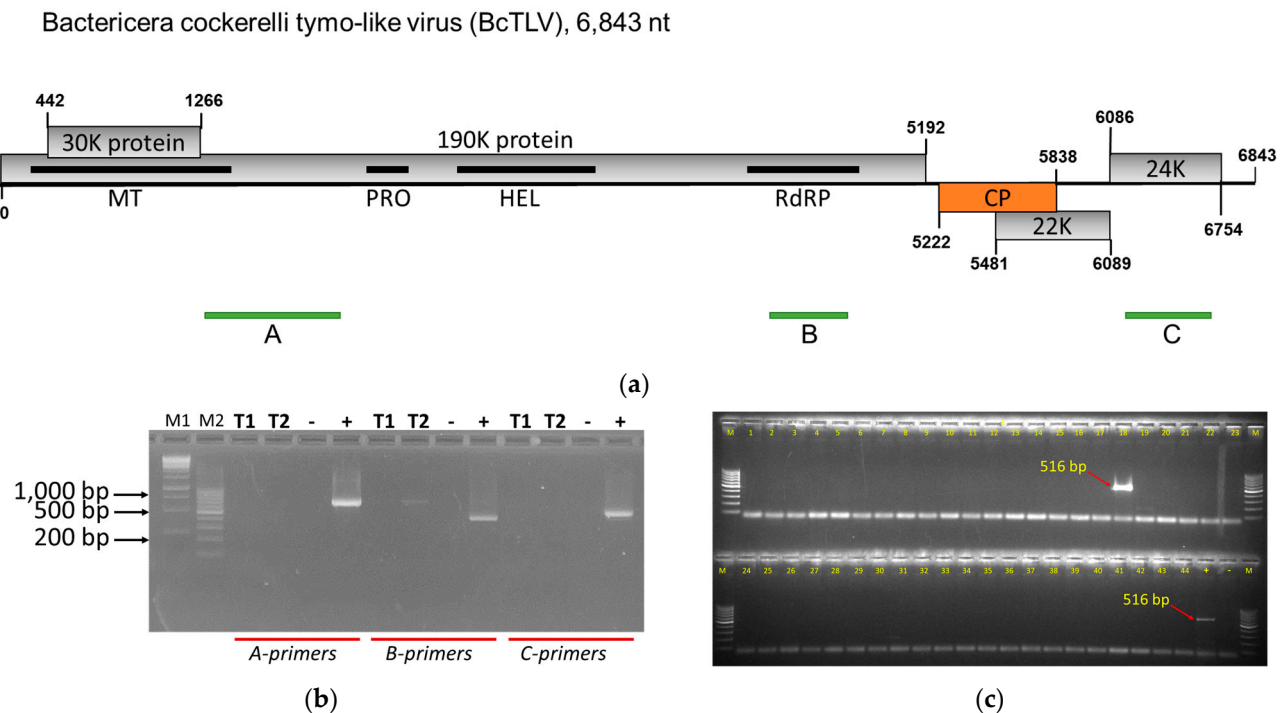 Bactericera cockerelli tymo-like virus (BcTLV), 6,843 nt
442 1266
30K protein 190K protein 5192 6086
5838 6843
MT PRO HEL RdRP CP 24K
0
22K
5222 5481 6089 6754
A B C
(a)
M1 M2 T1 T2 - + T1 T2 - + T1 T2 - +
1,000 bp
500 bp
200 bp
A-primers B-primers C-primers
(b)
M 1 2 3 4 5 6 7 8 9 10 11 12 13 14 15 16 17 18 19 20 21 22 23 M
516 bp
M 24 25 26 27 28 29 30 31 32 33 34 35 36 37 38 39 40 41 42 43 44 + - M
516 bp
(c)